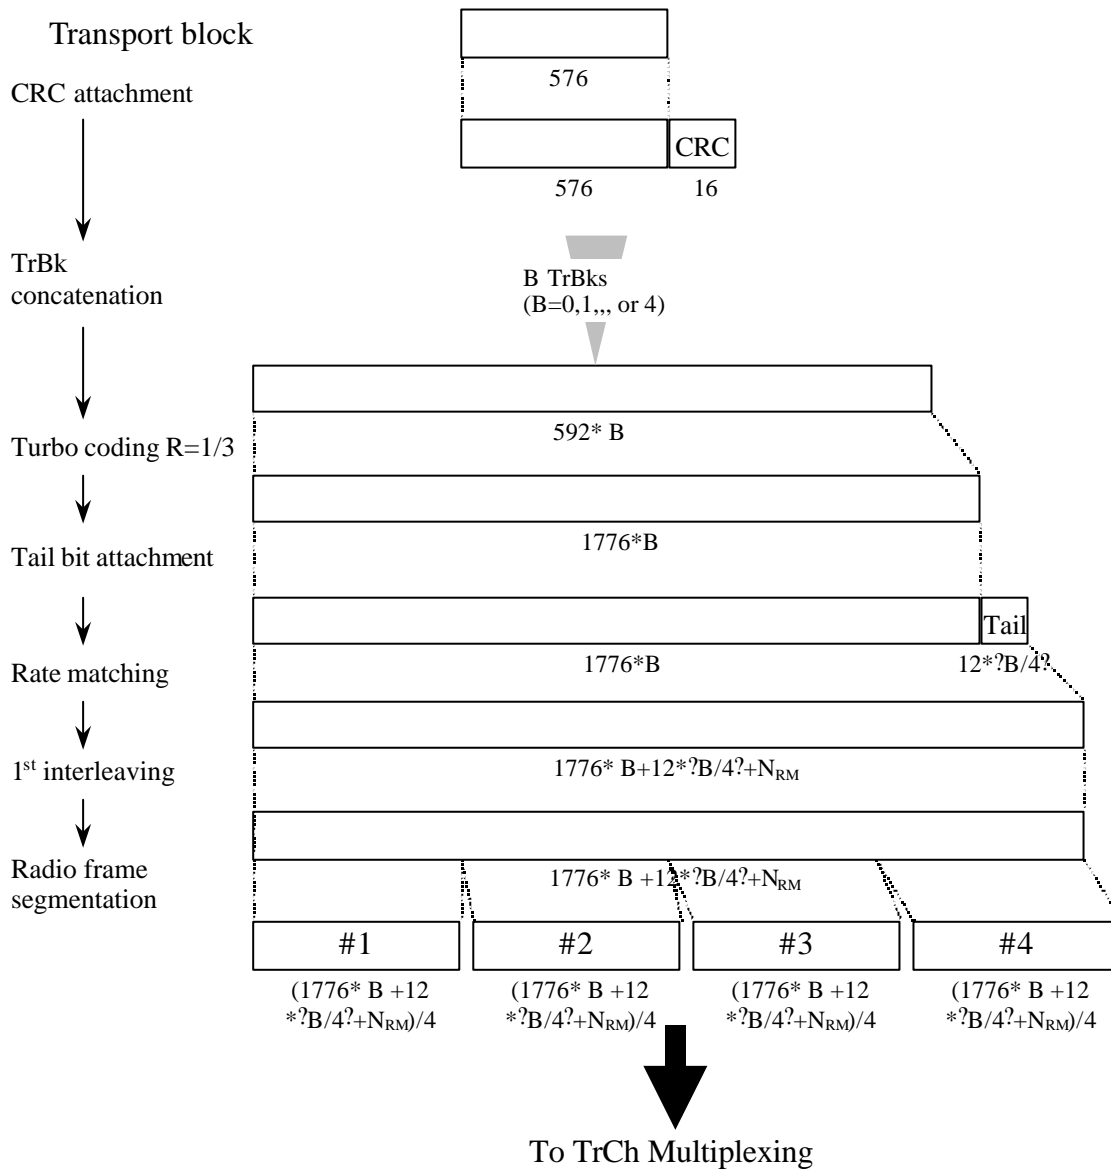 Transport block
576
CRC attachment
CRC
576
16
TrBk
concatenation
B TrBks
(B=0,1,,, or 4)
592* B
Turbo coding R=1/3
1776*B
Tail bit attachment
Tail
1776*B
12*?B/4?
Rate matching
1776* B+12*?B/4?+NRM
1st interleaving
1776* B +12*?B/4?+NRM
Radio frame
segmentation
#1
#2
#3
#4
(1776* B +12
*?B/4?+NRM)/4
(1776* B +12
*?B/4?+NRM)/4
(1776* B +12
*?B/4?+NRM)/4
(1776* B +12
*?B/4?+NRM)/4
To TrCh Multiplexing